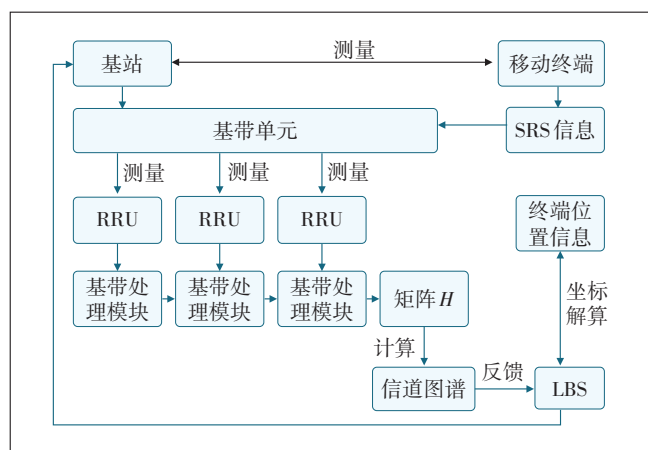 测量
基站
移动终端
基带单元
SRS信息
测量
测量
测量
RRU
RRU
RRU
终端位
置信息
基带处
理模块
基带处
理模块
基带处
理模块
矩阵H
坐标
解算
计算
信道图谱
反馈
LBS